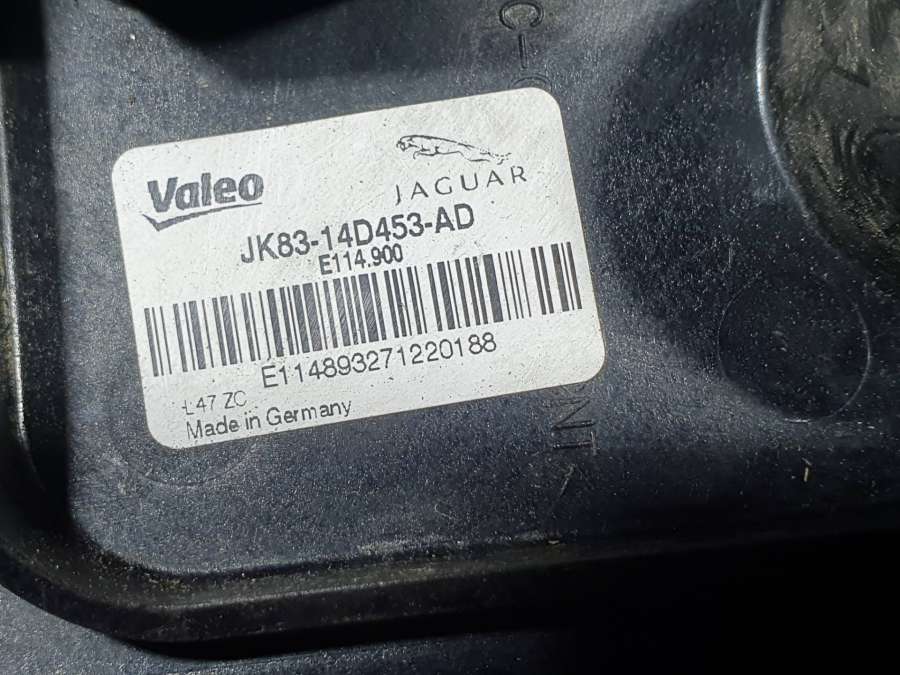 C-
Valeo
JAGUAR
JK83-14D453-AD
E114.900
E114893271220188
L47 ZC
Made in Germany